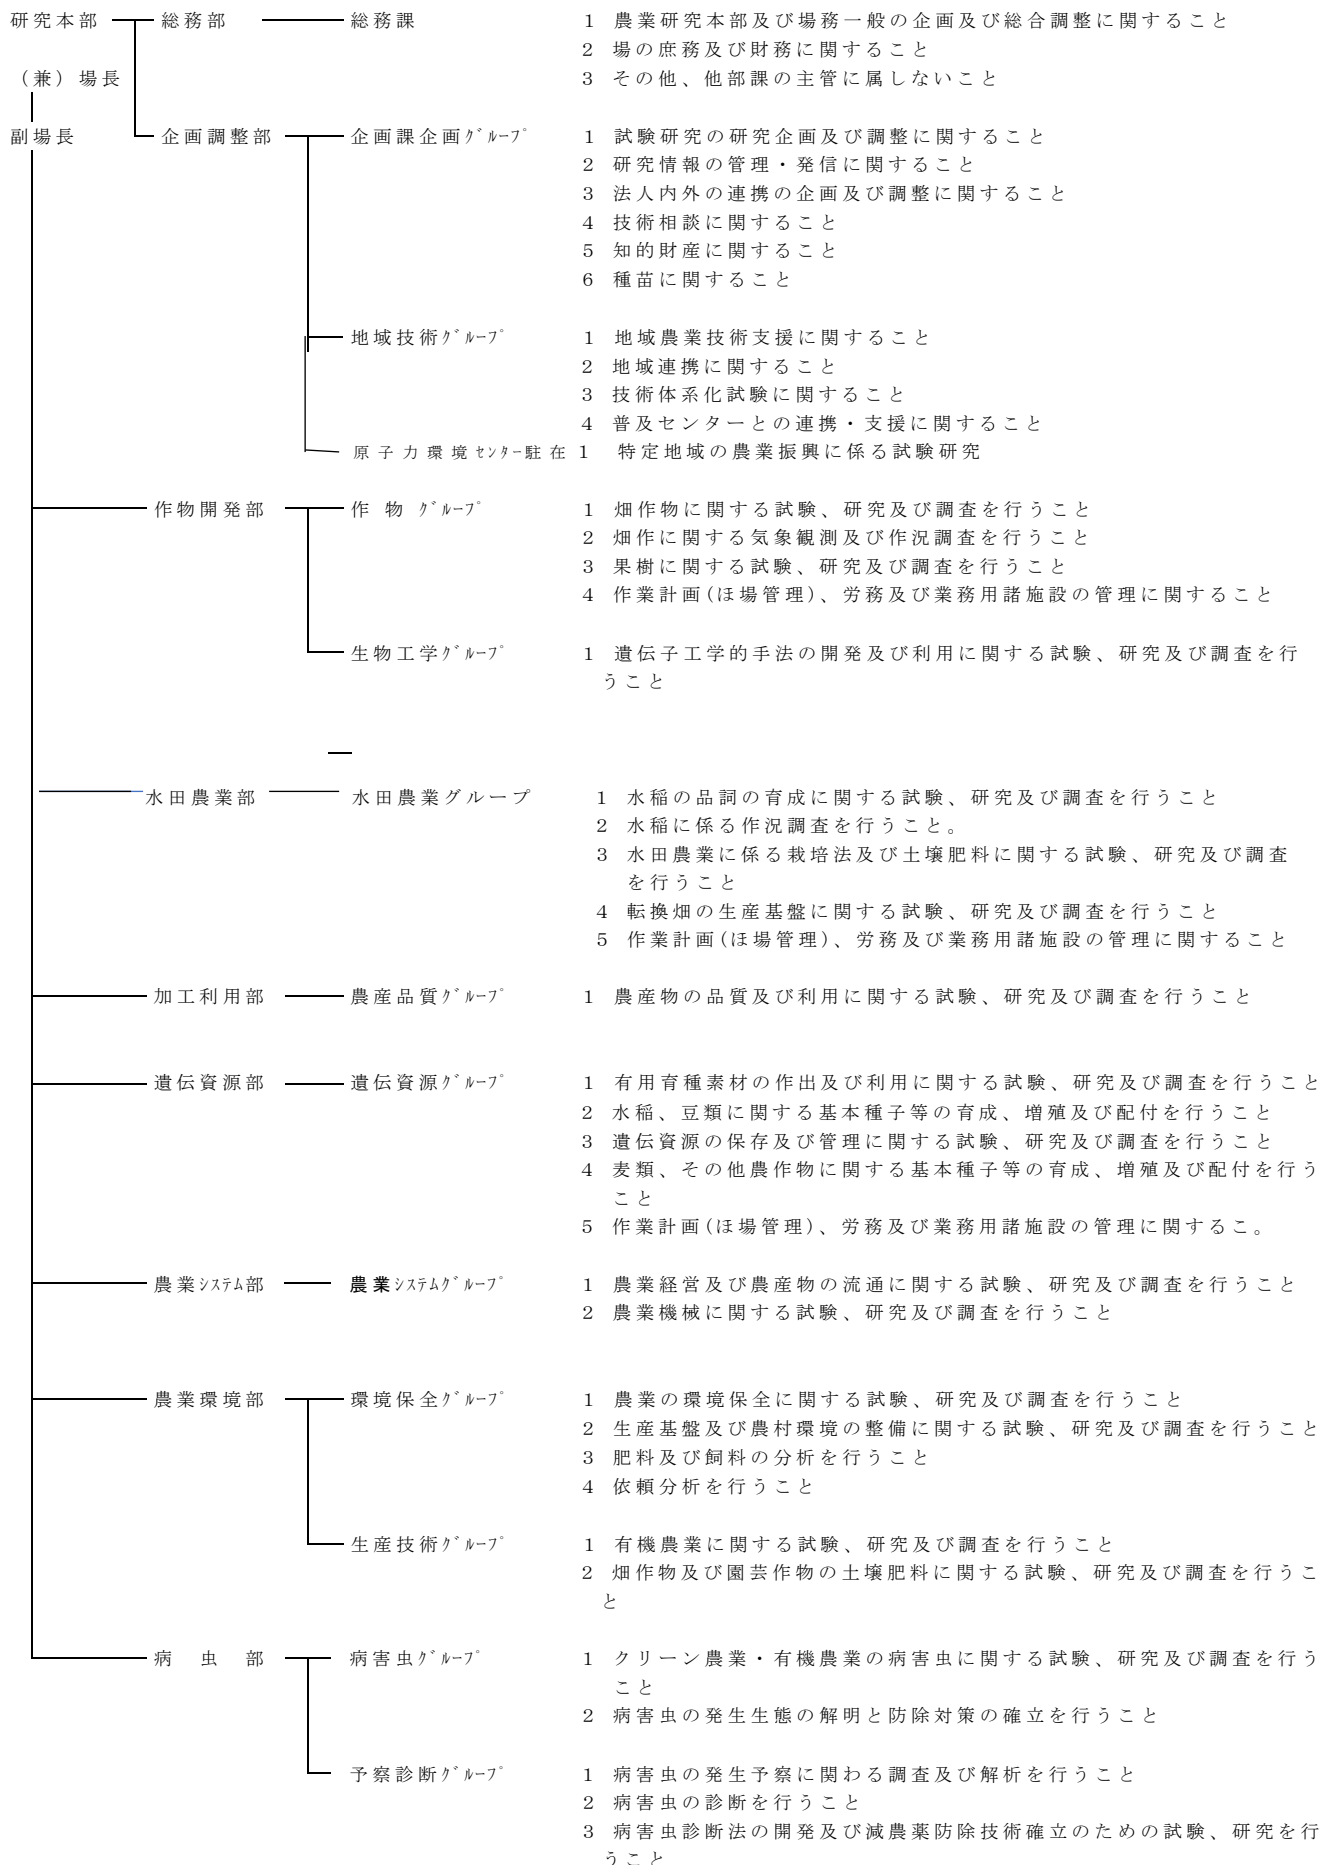 研究本部 総務部 総務課 1 農業研究本部及び場務一般の企画及び総合調整に関すること
2 場の庶務及び財務に関すること
（兼）場長 3 その他、他部課の主管に属しないこと
副場長 企画調整部 企画課企画ｸﾞﾙｰﾌﾟ 1 試験研究の研究企画及び調整に関すること
2 研究情報の管理・発信に関すること
3 法人内外の連携の企画及び調整に関すること
4 技術相談に関すること
5 知的財産に関すること
6 種苗に関すること
地域技術ｸﾞﾙｰﾌﾟ 1 地域農業技術支援に関すること
2 地域連携に関すること
3 技術体系化試験に関すること
4 普及センターとの連携・支援に関すること
原子力環境ｾﾝﾀｰ駐在 1 特定地域の農業振興に係る試験研究
作物開発部 作物 ｸﾞﾙｰﾌﾟ 1 畑作物に関する試験、研究及び調査を行うこと
2 畑作に関する気象観測及び作況調査を行うこと
3 果樹に関する試験、研究及び調査を行うこと
4 作業計画(ほ場管理)、労務及び業務用諸施設の管理に関すること
生物工学ｸﾞﾙｰﾌﾟ 1 遺伝子工学的手法の開発及び利用に関する試験、研究及び調査を行
うこと
水田農業部 水田農業グループ 1 水稲の品詞の育成に関する試験、研究及び調査を行うこと
2 水稲に係る作況調査を行うこと。
3 水田農業に係る栽培法及び土壌肥料に関する試験、研究及び調査
を行うこと
4 転換畑の生産基盤に関する試験、研究及び調査を行うこと
5 作業計画(ほ場管理)、労務及び業務用諸施設の管理に関すること
加工利用部 農産品質ｸﾞﾙｰﾌﾟ 1 農産物の品質及び利用に関する試験、研究及び調査を行うこと
遺伝資源部 遺伝資源ｸﾞﾙｰﾌﾟ 1 有用育種素材の作出及び利用に関する試験、研究及び調査を行うこと
2 水稲、豆類に関する基本種子等の育成、増殖及び配付を行うこと
3 遺伝資源の保存及び管理に関する試験、研究及び調査を行うこと
4 麦類、その他農作物に関する基本種子等の育成、増殖及び配付を行う
こと
5 作業計画(ほ場管理)、労務及び業務用諸施設の管理に関するこ。
農業ｼｽﾃﾑ部 農業ｼｽﾃﾑｸﾞﾙｰﾌﾟ 1 農業経営及び農産物の流通に関する試験、研究及び調査を行うこと
2 農業機械に関する試験、研究及び調査を行うこと
農業環境部 環境保全ｸﾞﾙｰﾌﾟ 1 農業の環境保全に関する試験、研究及び調査を行うこと
2 生産基盤及び農村環境の整備に関する試験、研究及び調査を行うこと
3 肥料及び飼料の分析を行うこと
4 依頼分析を行うこと
生産技術ｸﾞﾙｰﾌﾟ 1 有機農業に関する試験、研究及び調査を行うこと
2 畑作物及び園芸作物の土壌肥料に関する試験、研究及び調査を行うこ
と
病虫部 病害虫ｸﾞﾙｰﾌﾟ 1 クリーン農業・有機農業の病害虫に関する試験、研究及び調査を行う
こと
2 病害虫の発生生態の解明と防除対策の確立を行うこと
予察診断ｸﾞﾙｰﾌﾟ 1 病害虫の発生予察に関わる調査及び解析を行うこと
2 病害虫の診断を行うこと
3 病害虫診断法の開発及び減農薬防除技術確立のための試験、研究を行
うこと